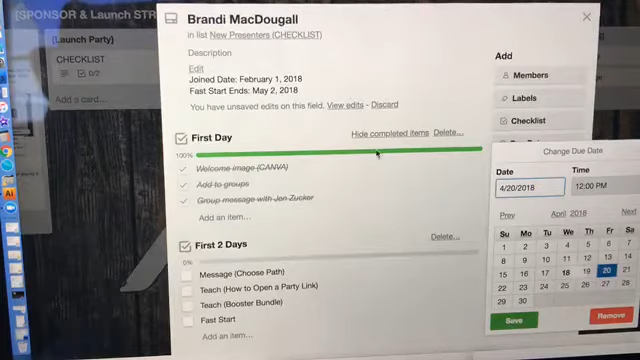 [SPONSOR & Launch STR
[Launch Party}
CHECKLIST
0/2
Add a card...
Brandi MacDougall
in list New Presenters (CHECKLIST)
Description
Edit
Joined Date: February 1, 2018
Fast Start Ends: May 2, 2018
You have unsaved edits on this field. View edits - Discard
First Day
Hide completed items Delete...
100%
Welcome image (CANVA)
Add to groups
Group message with Jen Zucker
Add an item...
First 2 Days
Delete...
0%
Message (Choose Path)
Teach (How to Open a Party Link)
Teach (Booster Bundle)
Fast Start
Add an item...
Add
Members
Labels
Checklist
Change Due Date
Date Time
4/20/2018 12:00 PM
Prev April 2018 Next
Su Mo Tu We Th Fr Sa
1 2 3 4 5 6 7
8 9 10 11 12 13 14
15 16 17 18 19 20 21
22 23 24 25 26 27 28
29 30
Save Remove
Ai